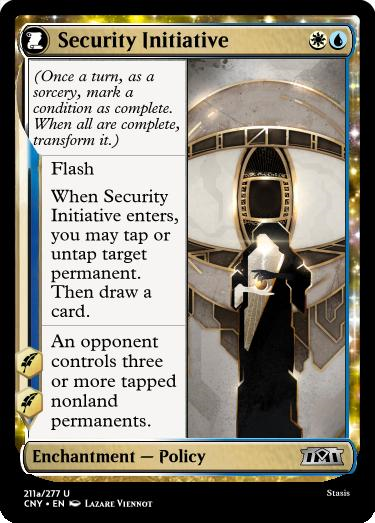 Security Initiative
(Once a turn, as a
sorcery, mark a
condition as complete.
When all are complete,
transform it.)
Flash
When Security
Initiative enters,
you may tap or
untap target
permanent.
Then draw a
card.
An opponent
controls three
or more tapped
nonland
permanents.
Enchantment — Policy
211a/277 U
Stasis
CNY • EN Lazare Viennot